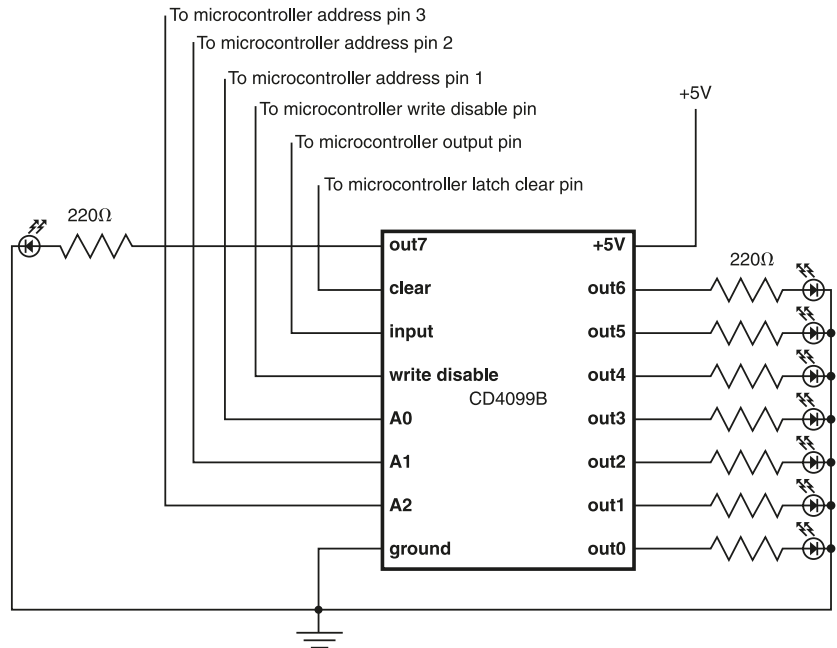 To microcontroller address pin 3
To microcontroller address pin 2
To microcontroller address pin 1
To microcontroller write disable pin
To microcontroller output pin
To microcontroller latch clear pin
+5V
220Ω
out7
+5V
220Ω
clear
out6
input
out5
write disable
out4
CD4099B
A0
out3
A1
out2
A2
out1
ground
out0